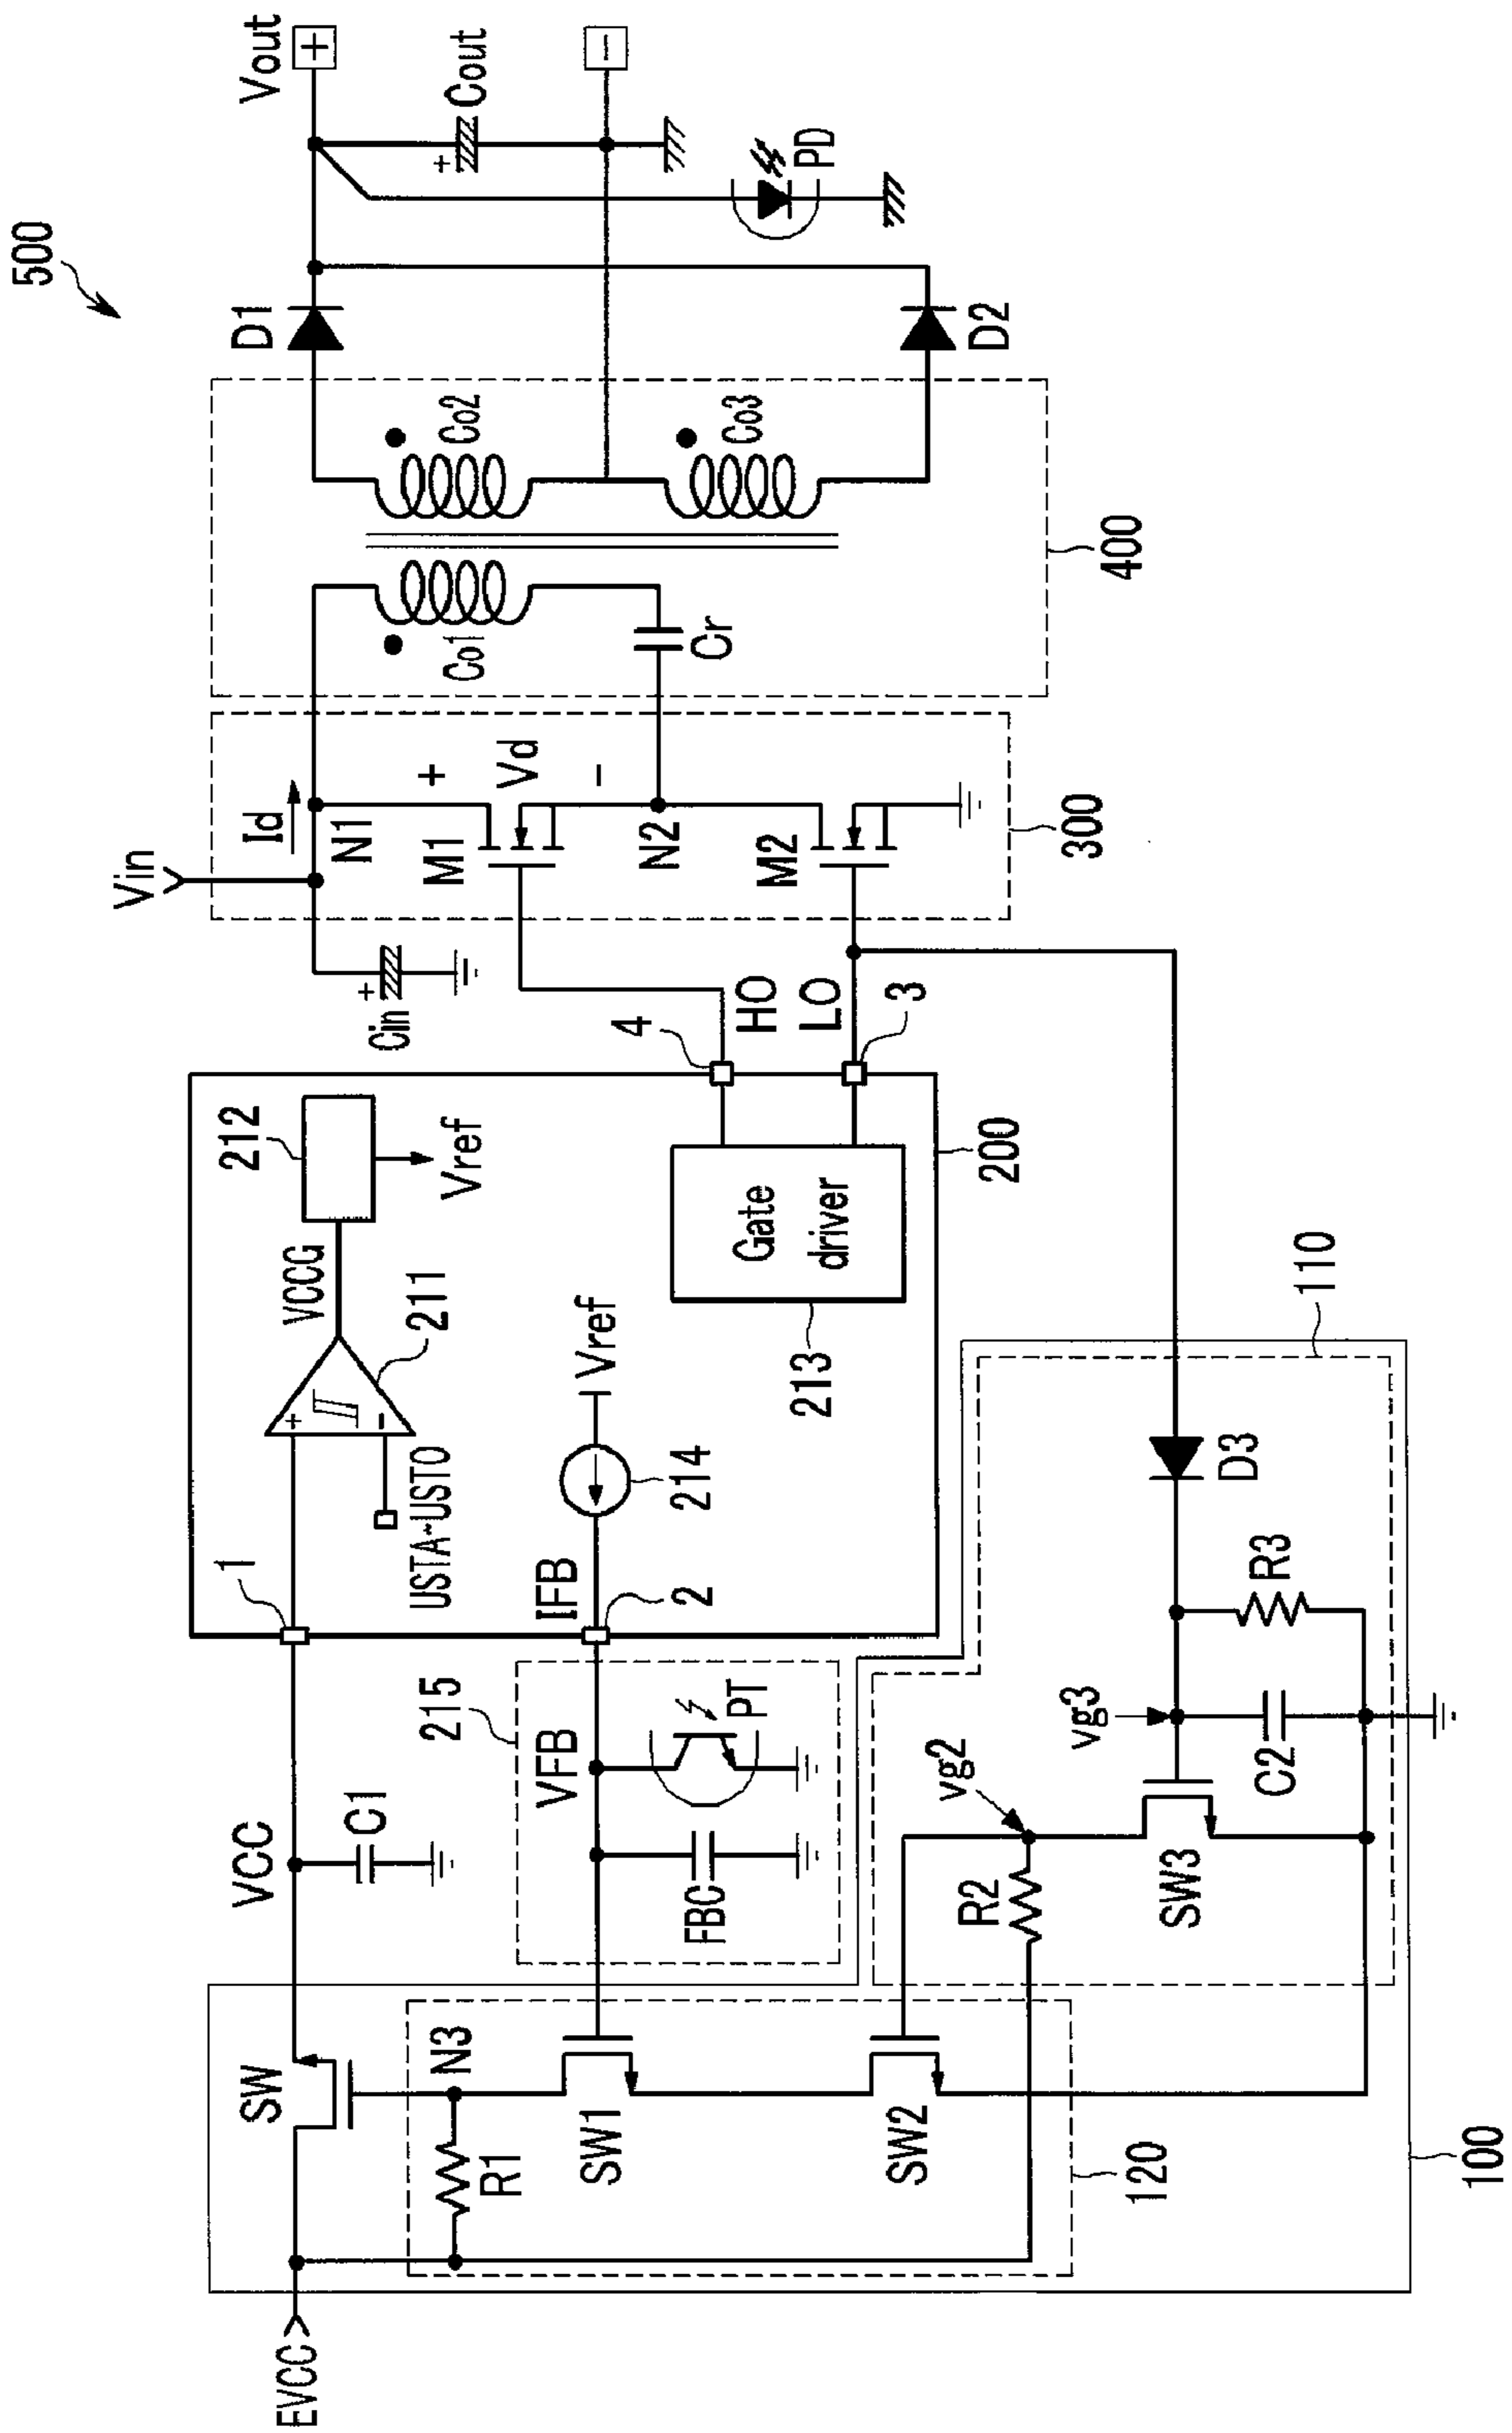 500
Vout
+
-
Cout
+
PD
D1
D2
Co2
Co3
Co1
Cr
400
Vin
Id
N1
+
Vd
-
M1
N2
M2
300
Cin
+
4
HO
LO
3
212
Vref
VCCG
211
+
-
USTA~USTO
Gate
driver
213
200
Vref
214
IFB
1
2
VCC
C1
215
VFB
PT
FBC
110
D3
R3
vg3
C2
vg2
R2
SW3
SW
N3
R1
SW1
SW2
120
100
EVCC